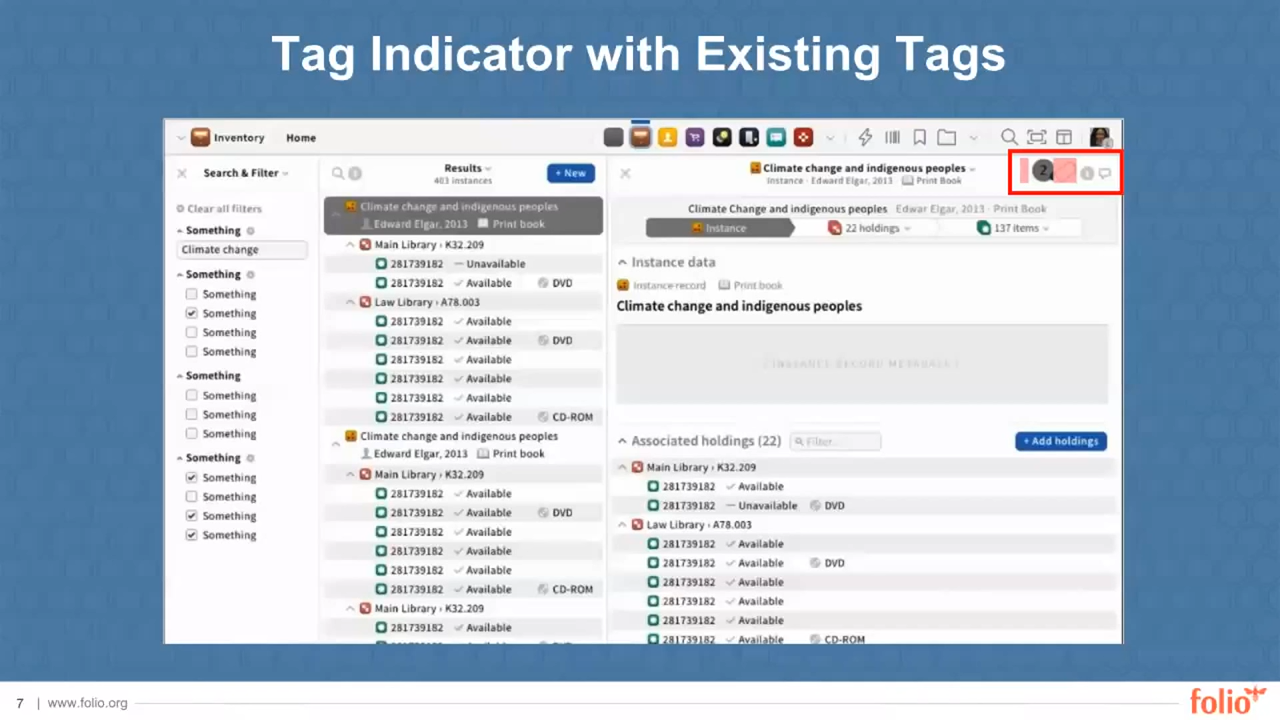 Tag Indicator with Existing Tags
Inventory
Home
Search & Filter
Clear all filters
Something
Climate change
Something
Something
Something
Something
Something
Something
Something
Something
Something
Something
Something
Something
Something
Something
Results
403 instances
+ New
Climate change and indigenous peoples
Edward Elgar, 2013 Print book
Main Library › K32.209
281739182 — Unavailable
281739182 Available DVD
Law Library › A78.003
281739182 Available
281739182 Available DVD
281739182 Available
281739182 Available
281739182 Available
281739182 Available CD-ROM
Climate change and indigenous peoples
Edward Elgar, 2013 Print book
Main Library › K32.209
281739182 Available
281739182 Available DVD
281739182 Available
281739182 Available
281739182 Available
281739182 Available CD-ROM
Main Library › K32.209
281739182 Available
Climate change and indigenous peoples
Instance · Edward Elgar, 2013 Print Book
2
Climate Change and indigenous peoples Edwar Elgar, 2013 · Print Book
Instance 22 holdings 137 items
Instance data
Instance record Print book
Climate change and indigenous peoples
Associated holdings (22) Filter... + Add holdings
Main Library › K32.209
281739182 Available
281739182 — Unavailable DVD
Law Library › A78.003
281739182 Available
281739182 Available DVD
281739182 Available
281739182 Available
281739182 Available
281739182 Available CD-ROM
7 | www.folio.org
folio